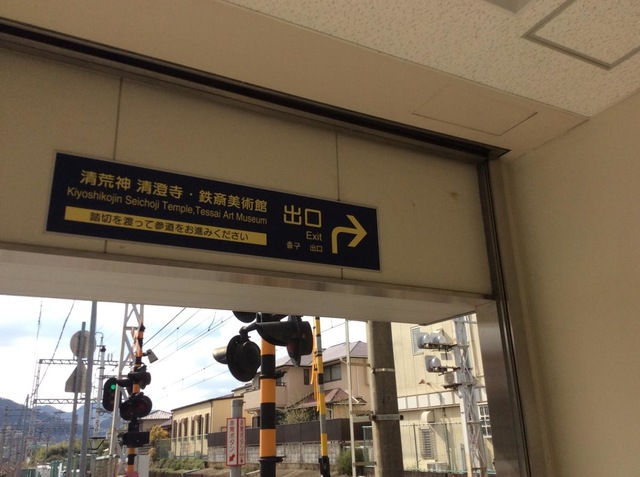 清荒神 清澄寺・鉄斎美術館
Kiyoshikojin Seichoji Temple,Tessai Art Museum
踏切を渡って参道をお進みください
出口
Exit
출구 出口